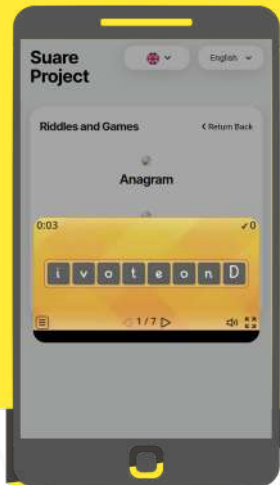 Suare
Project
English
Riddles and Games
< Return Back
Anagram
0:03
✓0
i v o t e o n D
1/7